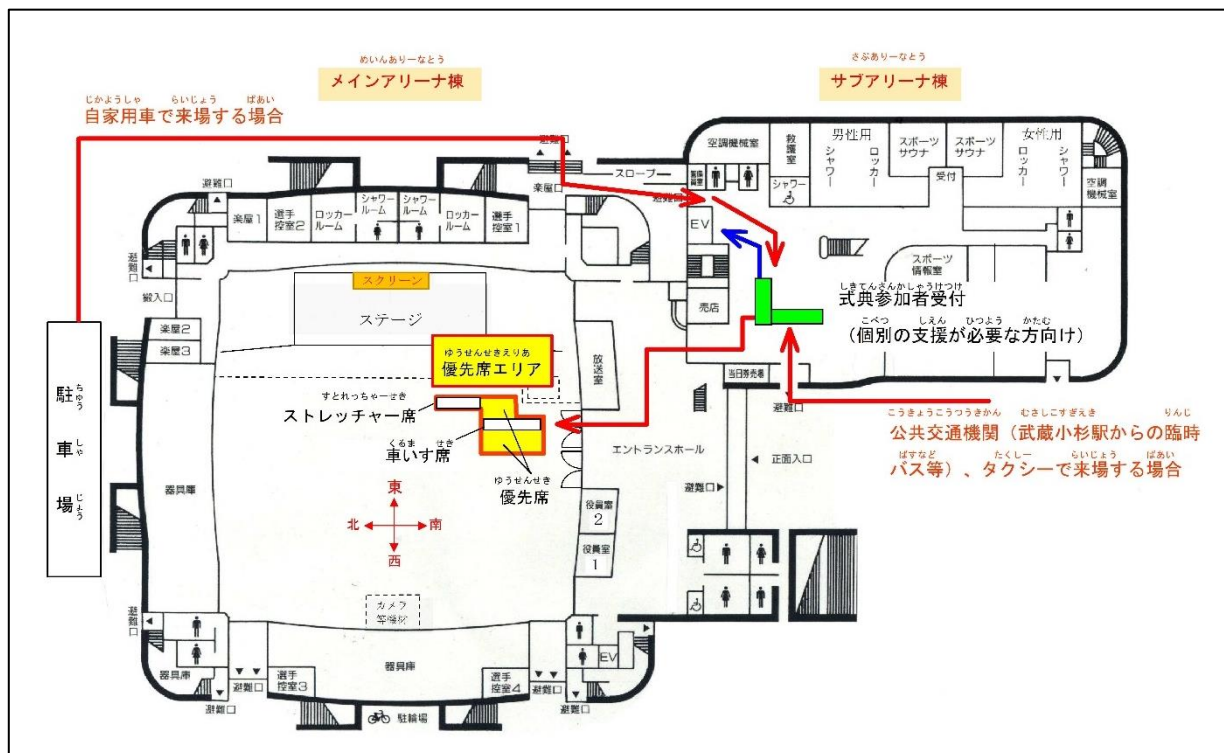 めいんありーなとう
メインアリーナ棟
さぶありーなとう
サブアリーナ棟
じかようしゃ らいじょう ばあい
自家用車で来場する場合
避難口
スロープ
楽屋口
避難口
楽屋1
選手控室2
ロッカールーム
シャワールーム
シャワールーム
ロッカールーム
選手控室1
避難口
搬入口
楽屋2
楽屋3
空調機械室
救護室
シャワー
男性用
シャワー
ロッカー
スポーツサウナ
スポーツサウナ
受付
女性用
ロッカー
シャワー
空調機械室
避難口
EV
売店
スポーツ情報室
しきてんさんかしゃうけつけ
式典参加者受付
こべつ しえん ひつよう かたむ
(個別の支援が必要な方向け)
当日券売場
避難口
スクリーン
ステージ
放送室
ゆうせんせきえりあ
優先席エリア
すとれっちゃーせき
ストレッチャー席
くるま せき
車いす席
ゆうせんせき
優先席
東
北
南
西
ちゅう しゃ じょう
駐車場
器具庫
エントランスホール
正面入口
避難口
こうきょうこうつうきかん むさしこすぎえき りんじ
公共交通機関(武蔵小杉駅からの臨時
ばすなど たくしー らいじょう ばあい
バス等)、タクシーで来場する場合
役員室2
役員室1
カメラ
等機材
避難口
器具庫
器具庫
選手控室3
選手控室4
EV
避難口
避難口
避難口
避難口
駐輪場